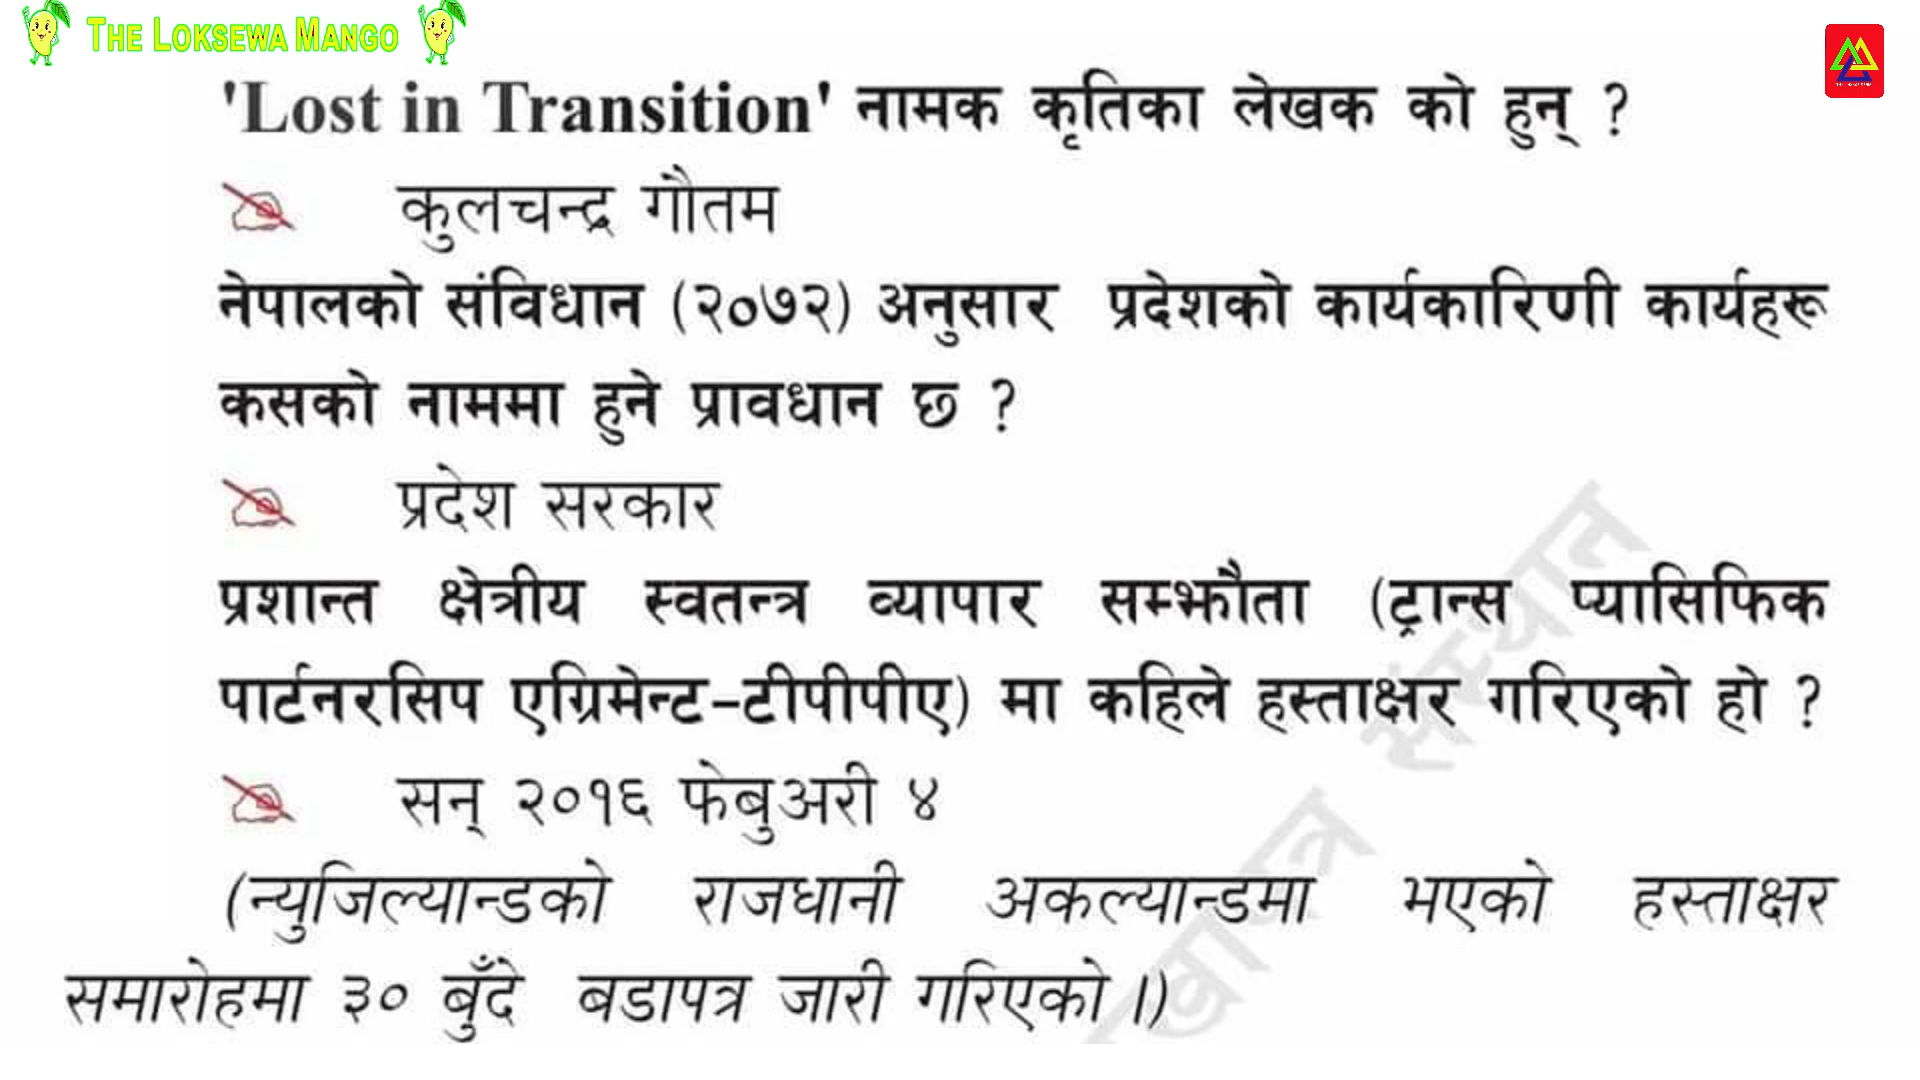 THE LOKSEWA MANGO
'Lost in Transition' नामक कृतिका लेखक को हुन् ?
कुलचन्द्र गौतम
नेपालको संविधान (२०७२) अनुसार प्रदेशको कार्यकारिणी कार्यहरू
कसको नाममा हुने प्रावधान छ ?
प्रदेश सरकार
प्रशान्त क्षेत्रीय स्वतन्त्र व्यापार सम्झौता (ट्रान्स प्यासिफिक
पार्टनरसिप एग्रिमेन्ट–टीपीपीए) मा कहिले हस्ताक्षर गरिएको हो ?
सन् २०१६ फेबुअरी ४
(न्युजिल्यान्डको राजधानी अकल्यान्डमा भएको हस्ताक्षर
समारोहमा ३० बुँदे बडापत्र जारी गरिएको ।)
संस्थान